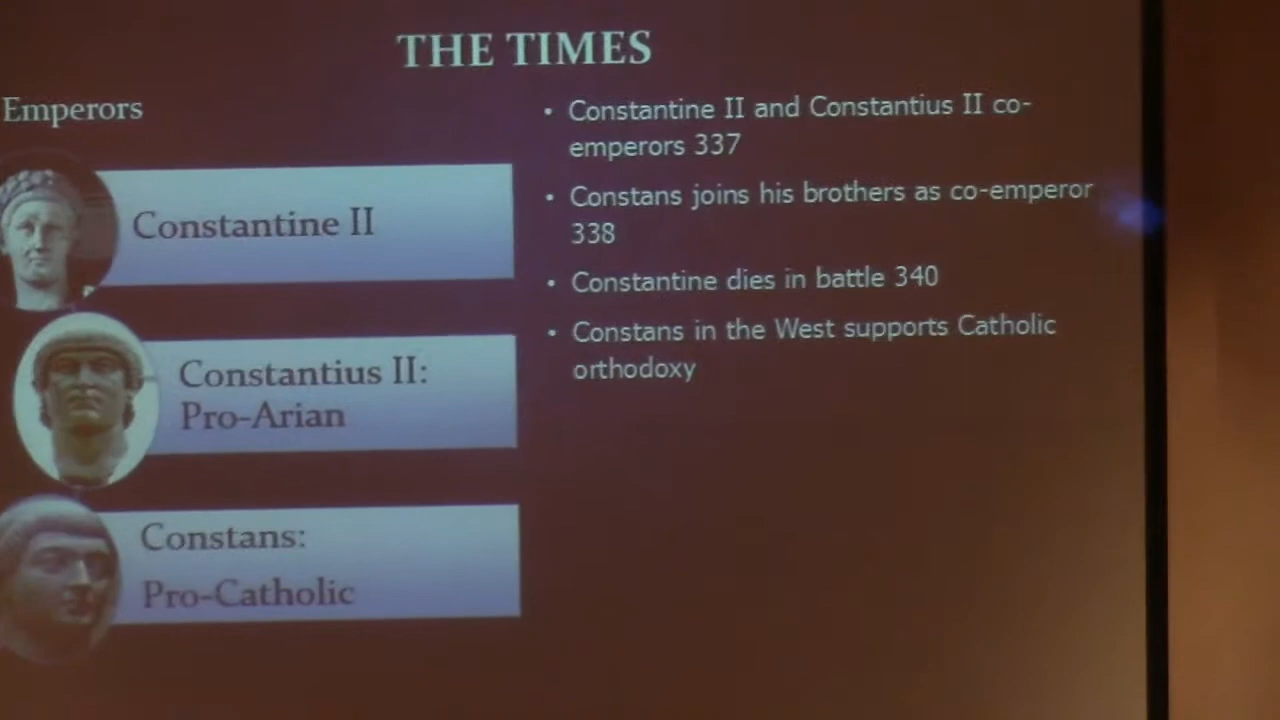 THE TIMES
Emperors
Constantine II
Constantius II:
Pro-Arian
Constans:
Pro-Catholic
• Constantine II and Constantius II co-
emperors 337
• Constans joins his brothers as co-emperor
338
• Constantine dies in battle 340
• Constans in the West supports Catholic
orthodoxy